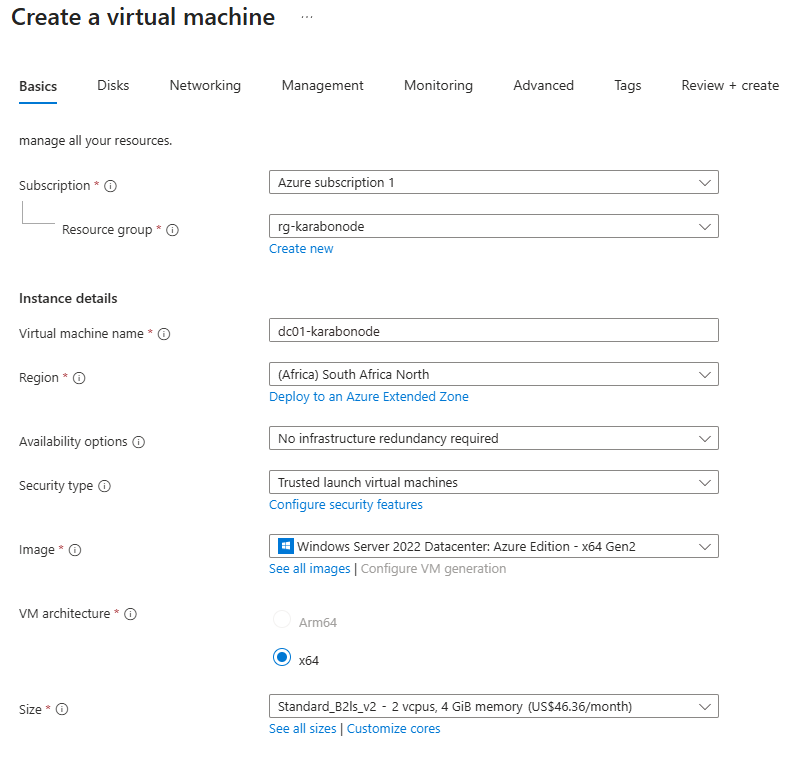 Create a virtual machine ...
Basics Disks Networking Management Monitoring Advanced Tags Review + create
manage all your resources.
Subscription * Azure subscription 1
Resource group * rg-karabonode
Create new
Instance details
Virtual machine name * dc01-karabonode
Region * (Africa) South Africa North
Deploy to an Azure Extended Zone
Availability options No infrastructure redundancy required
Security type Trusted launch virtual machines
Configure security features
Image * Windows Server 2022 Datacenter: Azure Edition - x64 Gen2
See all images | Configure VM generation
VM architecture *
Arm64
x64
Size * Standard_B2ls_v2 - 2 vcpus, 4 GiB memory (US$46.36/month)
See all sizes | Customize cores